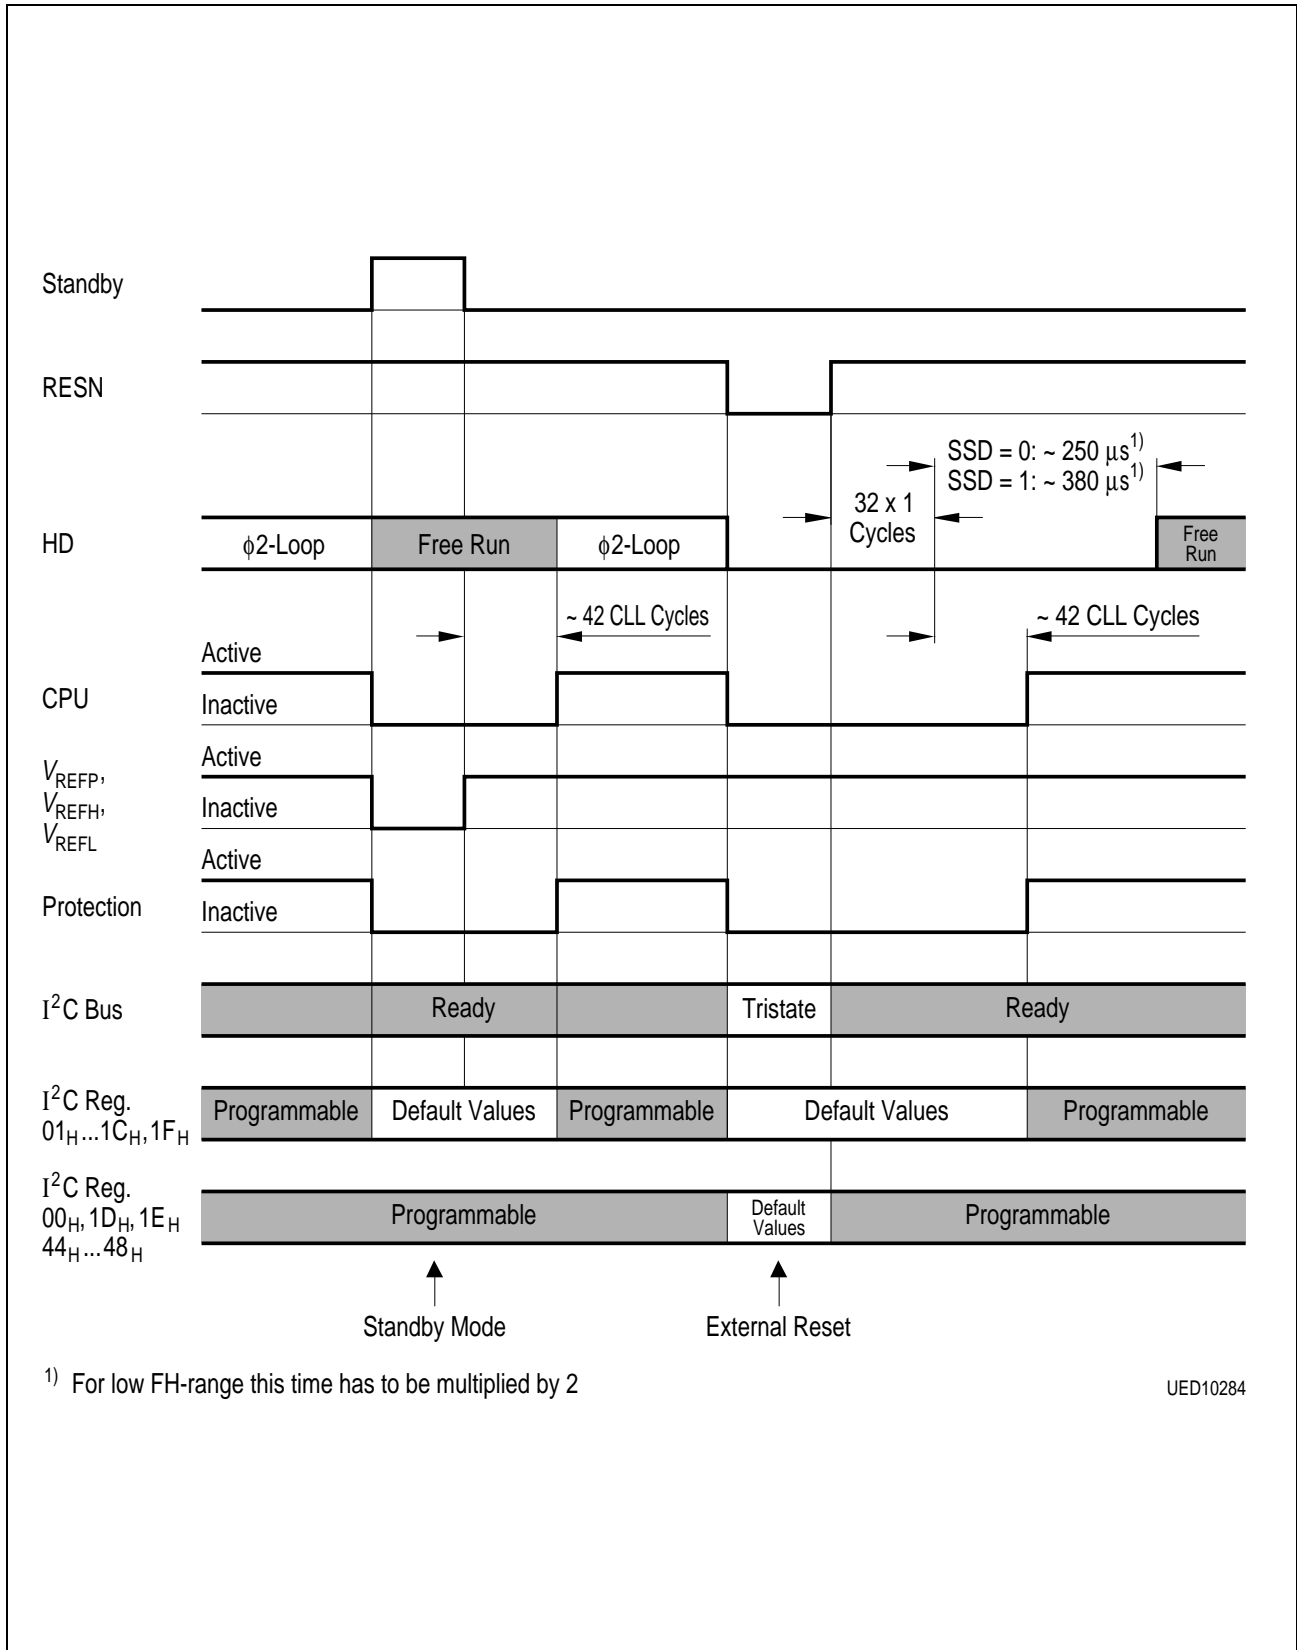 Standby
RESN
SSD = 0: ~ 250 μs1)
SSD = 1: ~ 380 μs1)
32 x 1
Cycles
HD
ϕ2-Loop
Free Run
ϕ2-Loop
Free
Run
~ 42 CLL Cycles
~ 42 CLL Cycles
Active
CPU
Inactive
Active
VREFP,
VREFH,
VREFL
Inactive
Active
Protection
Inactive
I2C Bus
Ready
Tristate
Ready
I2C Reg.
01H...1CH,1FH
Programmable
Default Values
Programmable
Default Values
Programmable
I2C Reg.
00H,1DH,1EH
44H...48H
Programmable
Default
Values
Programmable
Standby Mode
External Reset
1) For low FH-range this time has to be multiplied by 2
UED10284